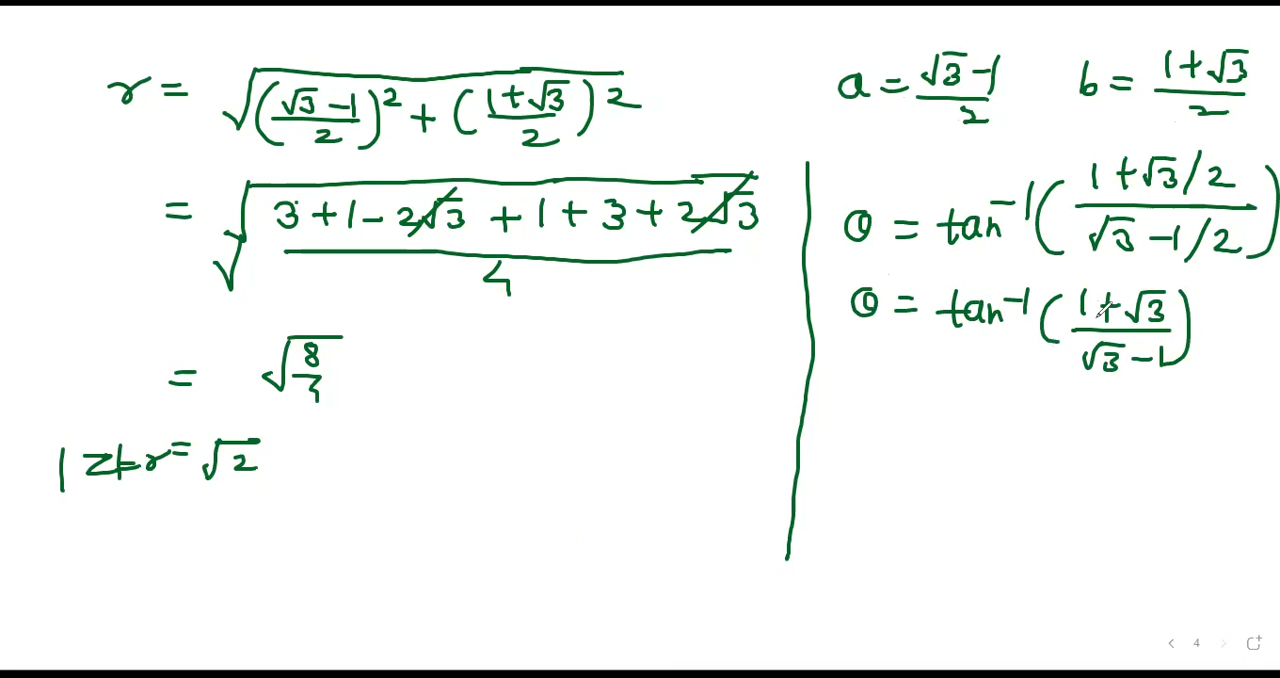 r = √((√3 -1)/2)² + ((1+√3)/2)²
= √(3+1-2√3 +1+3+2√3)/4
= √8/4
|z|=r=√2
a = (√3-1)/2 b = (1+√3)/2
θ = tan⁻¹((1+√3/2)/(√3-1/2))
θ = tan⁻¹((1+√3)/(√3-1))
< 4 >